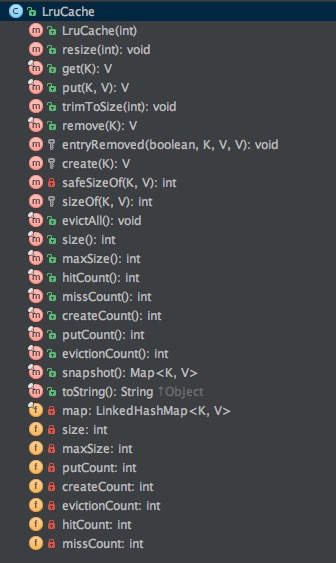 LruCache
LruCache(int)
resize(int): void
get(K): V
put(K, V): V
trimToSize(int): void
remove(K): V
entryRemoved(boolean, K, V, V): void
create(K): V
safeSizeOf(K, V): int
sizeOf(K, V): int
evictAll(): void
size(): int
maxSize(): int
hitCount(): int
missCount(): int
createCount(): int
putCount(): int
evictionCount(): int
snapshot(): Map<K, V>
toString(): String ↑Object
map: LinkedHashMap<K, V>
size: int
maxSize: int
putCount: int
createCount: int
evictionCount: int
hitCount: int
missCount: int